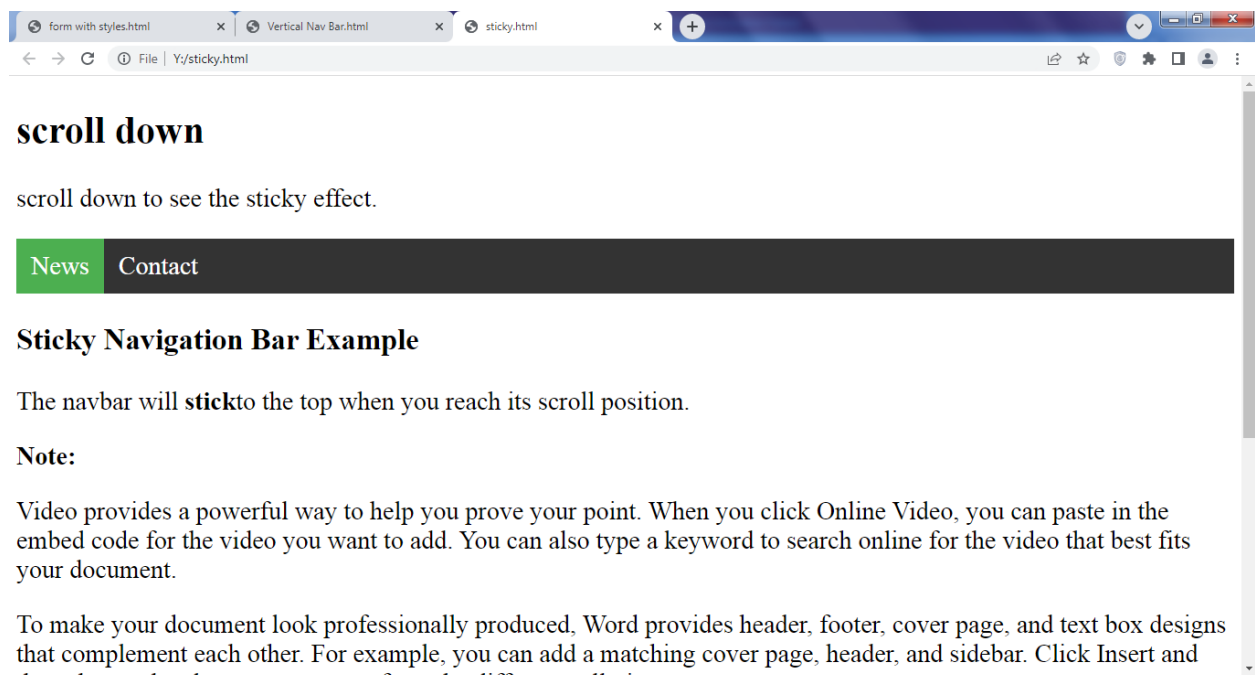 form with styles.html
Vertical Nav Bar.html
sticky.html
File | Y:/sticky.html
scroll down
scroll down to see the sticky effect.
News Contact
Sticky Navigation Bar Example
The navbar will stickto the top when you reach its scroll position.
Note:
Video provides a powerful way to help you prove your point. When you click Online Video, you can paste in the
embed code for the video you want to add. You can also type a keyword to search online for the video that best fits
your document.
To make your document look professionally produced, Word provides header, footer, cover page, and text box designs
that complement each other. For example, you can add a matching cover page, header, and sidebar. Click Insert and